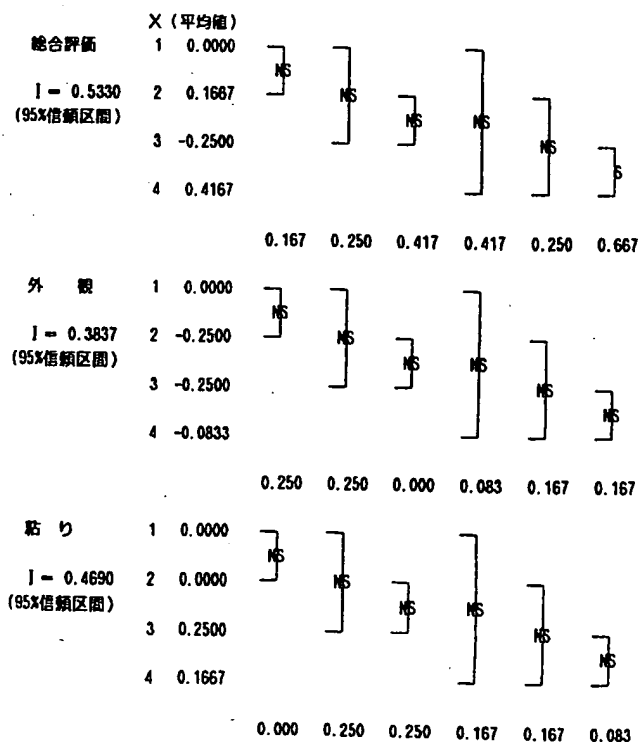 X (平均値)
総合評価 1 0.0000
NS
I = 0.5330 2 0.1667
NS
(95%信頼区間)
NS NS
3 -0.2500
NS
S
4 0.4167
0.167 0.250 0.417 0.417 0.250 0.667
外 観 1 0.0000
NS
I = 0.3837 2 -0.2500
NS
(95%信頼区間)
NS NS
3 -0.2500
NS
NS
4 -0.0833
0.250 0.250 0.000 0.083 0.167 0.167
粘 り 1 0.0000
NS
I = 0.4690 2 0.0000
NS
(95%信頼区間)
NS NS
3 0.2500
NS
NS
4 0.1667
0.000 0.250 0.250 0.167 0.167 0.083